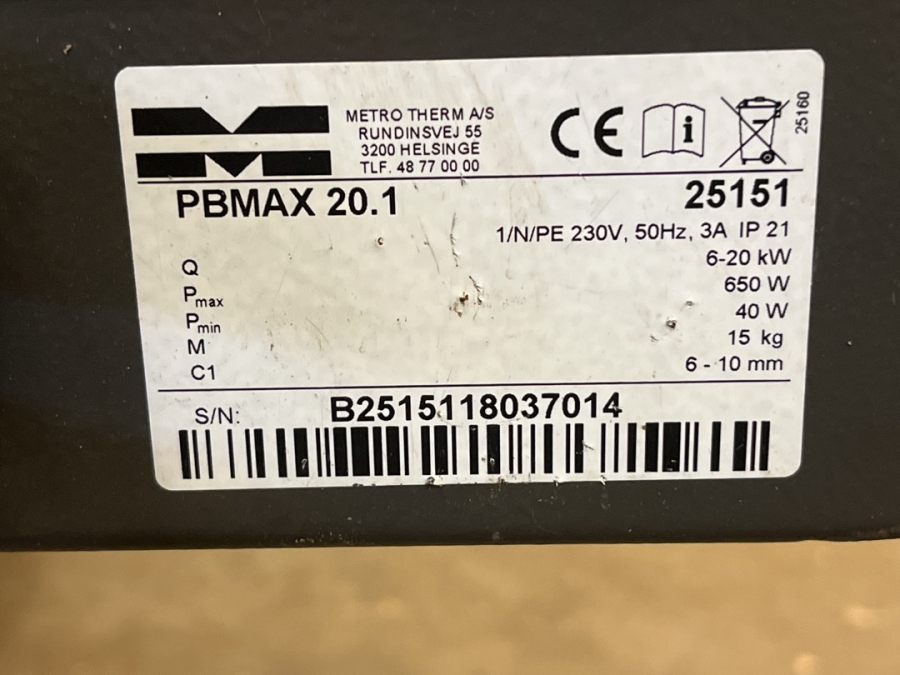 METRO THERM A/S
RUNDINSVEJ 55
3200 HELSINGE
TLF. 48 77 00 00
25160
PBMAX 20.1 25151
1/N/PE 230V, 50Hz, 3A IP 21
Q 6-20 kW
Pmax 650 W
Pmin 40 W
M 15 kg
C1 6 - 10 mm
S/N: B2515118037014